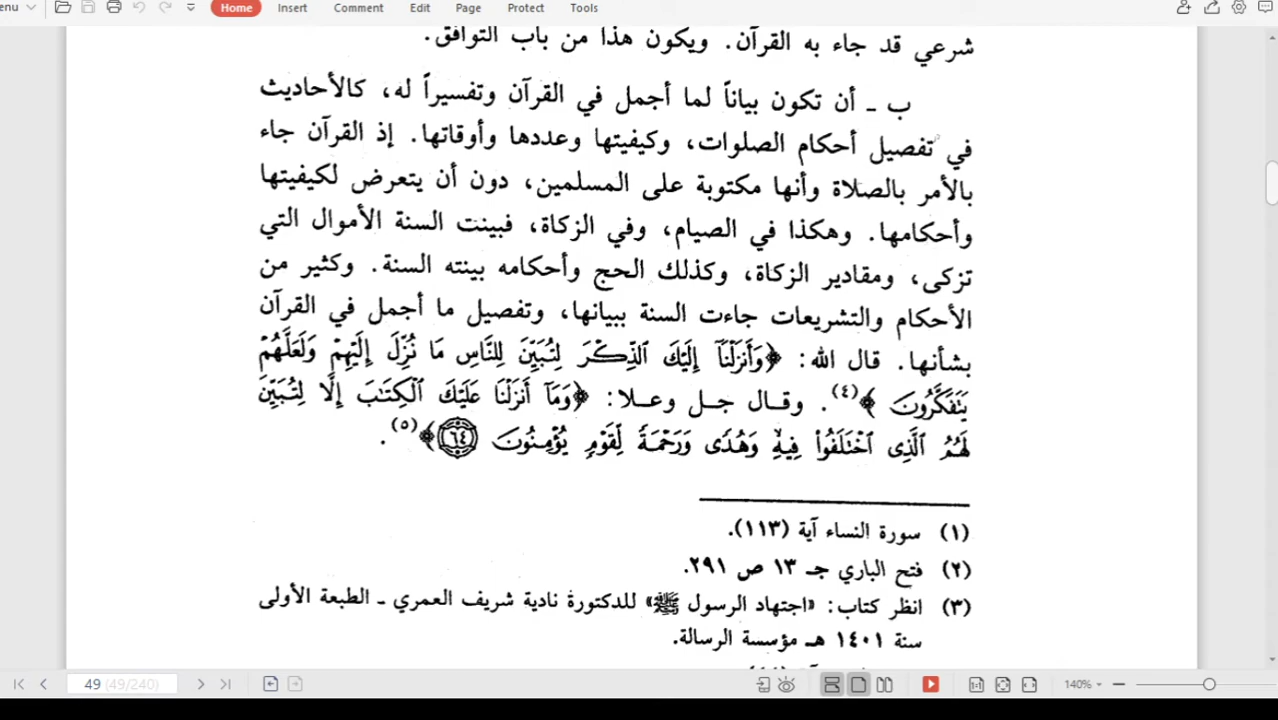 enu Home Insert Comment Edit Page Protect Tools
شرعي قد جاء به القرآن. ويكون هذا من باب التوافق.
ب ـ أن تكون بياناً لما أجمل في القرآن وتفسيراً له، كالأحاديث
في تفصيل أحكام الصلوات، وكيفيتها وعددها وأوقاتها. إذ القرآن جاء
بالأمر بالصلاة وأنها مكتوبة على المسلمين، دون أن يتعرض لكيفيتها
وأحكامها. وهكذا في الصيام، وفي الزكاة، فبينت السنة الأموال التي
تزكى، ومقادير الزكاة، وكذلك الحج وأحكامه بينته السنة. وكثير من
الأحكام والتشريعات جاءت السنة ببيانها، وتفصيل ما أجمل في القرآن
بشأنها. قال الله: ﴿وَأَنزَلْنَآ إِلَيْكَ ٱلذِّكْرَ لِتُبَيِّنَ لِلنَّاسِ مَا نُزِّلَ إِلَيْهِمْ وَلَعَلَّهُمْ
يَتَفَكَّرُونَ﴾(٤). وقـال جـل وعـلا: ﴿وَمَآ أَنزَلْنَا عَلَيْكَ ٱلْكِتَـٰبَ إِلَّا لِتُبَيِّنَ
لَهُمُ ٱلَّذِى ٱخْتَلَفُوا۟ فِيهِ وَهُدًى وَرَحْمَةً لِّقَوْمٍ يُؤْمِنُونَ ٦٤﴾(٥).
(١) سورة النساء آية (١١٣).
(٢) فتح الباري جـ ١٣ ص ٢٩١.
(٣) انظر كتاب: «اجتهاد الرسول ﷺ» للدكتورة نادية شريف العمري ـ الطبعة الأولى
سنة ١٤٠١ هـ مؤسسة الرسالة.
49 (49/240) 140%